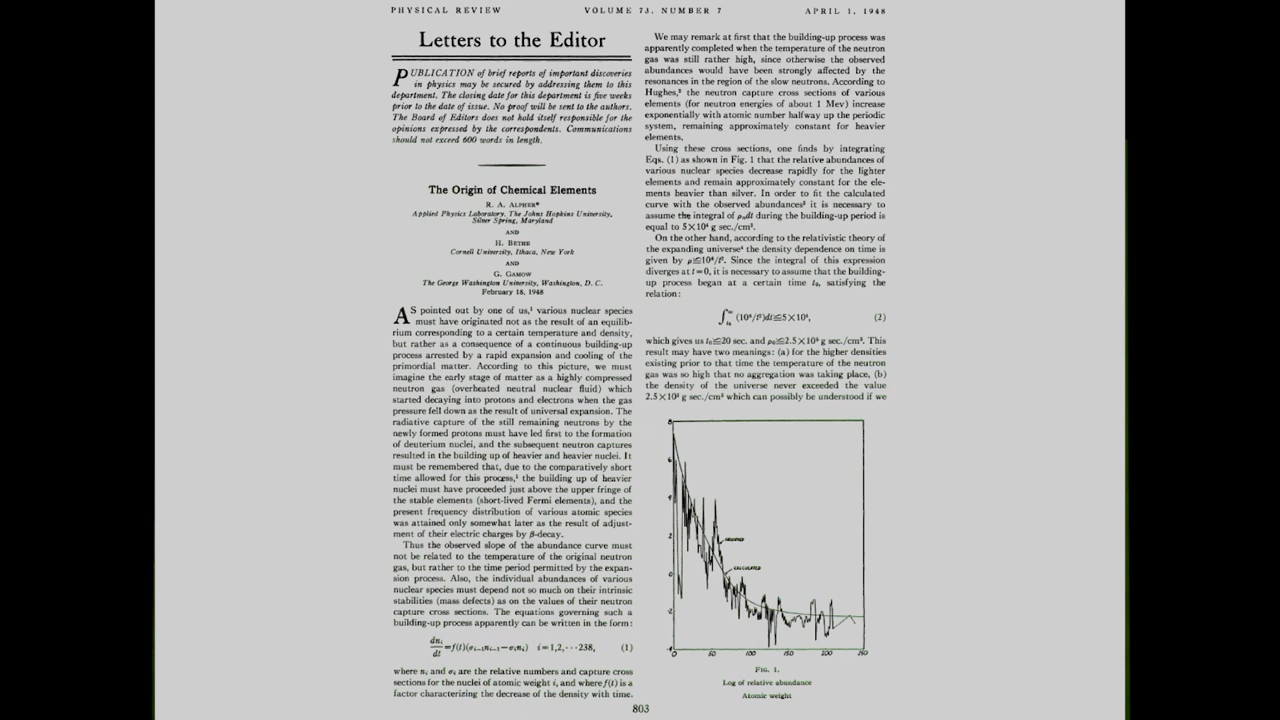 PHYSICAL REVIEW VOLUME 73, NUMBER 7 APRIL 1, 1948
Letters to the Editor
PUBLICATION of brief reports of important discoveries
in physics may be secured by addressing them to this
department. The closing date for this department is five weeks
prior to the date of issue. No proof will be sent to the authors.
The Board of Editors does not hold itself responsible for the
opinions expressed by the correspondents. Communications
should not exceed 600 words in length.
The Origin of Chemical Elements
R. A. ALPHER*
Applied Physics Laboratory, The Johns Hopkins University,
Silver Spring, Maryland
AND
H. BETHE
Cornell University, Ithaca, New York
AND
G. GAMOW
The George Washington University, Washington, D. C.
February 18, 1948
AS pointed out by one of us,¹ various nuclear species
must have originated not as the result of an equilib-
rium corresponding to a certain temperature and density,
but rather as a consequence of a continuous building-up
process arrested by a rapid expansion and cooling of the
primordial matter. According to this picture, we must
imagine the early stage of matter as a highly compressed
neutron gas (overheated neutral nuclear fluid) which
started decaying into protons and electrons when the gas
pressure fell down as the result of universal expansion. The
radiative capture of the still remaining neutrons by the
newly formed protons must have led first to the formation
of deuterium nuclei, and the subsequent neutron captures
resulted in the building up of heavier and heavier nuclei. It
must be remembered that, due to the comparatively short
time allowed for this process,¹ the building up of heavier
nuclei must have proceeded just above the upper fringe of
the stable elements (short-lived Fermi elements), and the
present frequency distribution of various atomic species
was attained only somewhat later as the result of adjust-
ment of their electric charges by β-decay.
Thus the observed slope of the abundance curve must
not be related to the temperature of the original neutron
gas, but rather to the time period permitted by the expan-
sion process. Also, the individual abundances of various
nuclear species must depend not so much on their intrinsic
stabilities (mass defects) as on the values of their neutron
capture cross sections. The equations governing such a
building-up process apparently can be written in the form:
dnᵢ/dt=f(t)(σᵢ₋₁nᵢ₋₁−σᵢnᵢ) i=1,2,···238, (1)
where nᵢ and σᵢ are the relative numbers and capture cross
sections for the nuclei of atomic weight i, and where f(t) is a
factor characterizing the decrease of the density with time.
We may remark at first that the building-up process was
apparently completed when the temperature of the neutron
gas was still rather high, since otherwise the observed
abundances would have been strongly affected by the
resonances in the region of the slow neutrons. According to
Hughes,² the neutron capture cross sections of various
elements (for neutron energies of about 1 Mev) increase
exponentially with atomic number halfway up the periodic
system, remaining approximately constant for heavier
elements.
Using these cross sections, one finds by integrating
Eqs. (1) as shown in Fig. 1 that the relative abundances of
various nuclear species decrease rapidly for the lighter
elements and remain approximately constant for the ele-
ments heavier than silver. In order to fit the calculated
curve with the observed abundances³ it is necessary to
assume the integral of ρₙdt during the building-up period is
equal to 5×10⁴ g sec./cm³.
On the other hand, according to the relativistic theory of
the expanding universe⁴ the density dependence on time is
given by ρ≅10⁶/t². Since the integral of this expression
diverges at t=0, it is necessary to assume that the building-
up process began at a certain time t₀, satisfying the
relation:
∫ₜ₀^∞ (10⁶/t²)dt≅5×10⁴, (2)
which gives us t₀≅20 sec. and ρ₀≅2.5×10⁵ g sec./cm³. This
result may have two meanings: (a) for the higher densities
existing prior to that time the temperature of the neutron
gas was so high that no aggregation was taking place, (b)
the density of the universe never exceeded the value
2.5×10³ g sec./cm³ which can possibly be understood if we
8
6
4
2
0
-2
-4
OBSERVED
CALCULATED
0 50 100 150 200 250
FIG. 1.
Log of relative abundance
Atomic weight
803